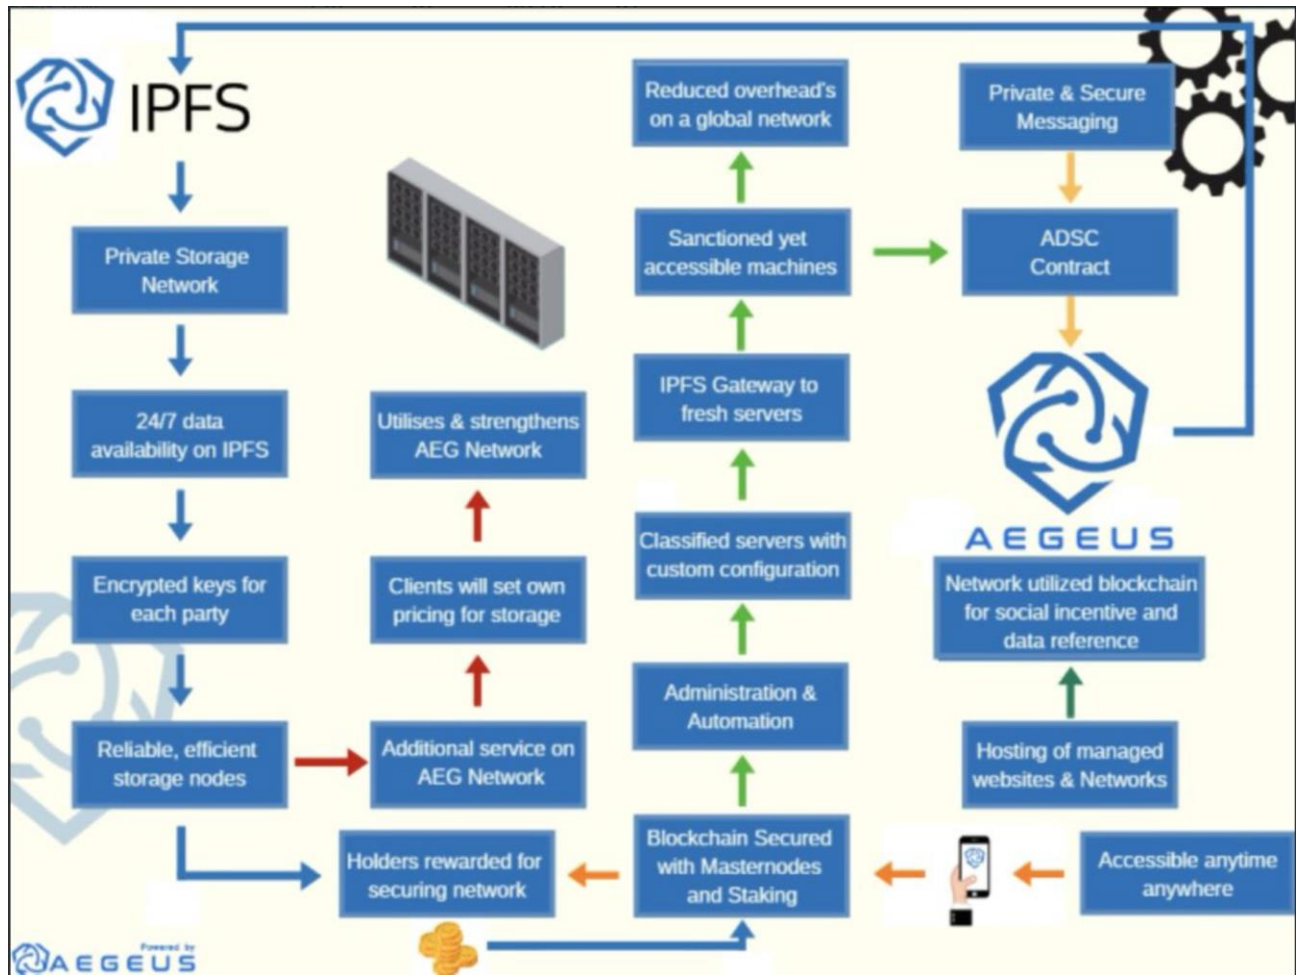 IPFS
Private Storage
Network
24/7 data
availability on IPFS
Encrypted keys for
each party
Reliable, efficient
storage nodes
Utilises & strengthens
AEG Network
Clients will set own
pricing for storage
Additional service on
AEG Network
Holders rewarded for
securing network
Reduced overhead's
on a global network
Sanctioned yet
accessible machines
IPFS Gateway to
fresh servers
Classified servers with
custom configuration
Administration &
Automation
Blockchain Secured
with Masternodes
and Staking
Private & Secure
Messaging
ADSC
Contract
AEGEUS
Network utilized blockchain
for social incentive and
data reference
Hosting of managed
websites & Networks
Accessible anytime
anywhere
Powered by
AEGEUS